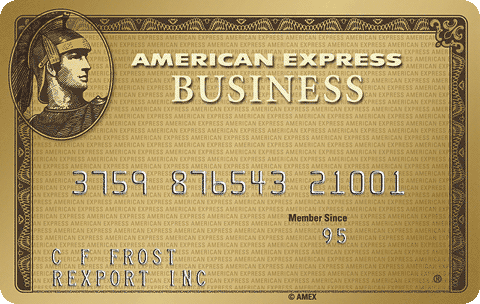 AMERICAN EXPRESS
BUSINESS
3759 876543 21001
Member Since
95
C F FROST
REXPORT INC
®
© AMEX